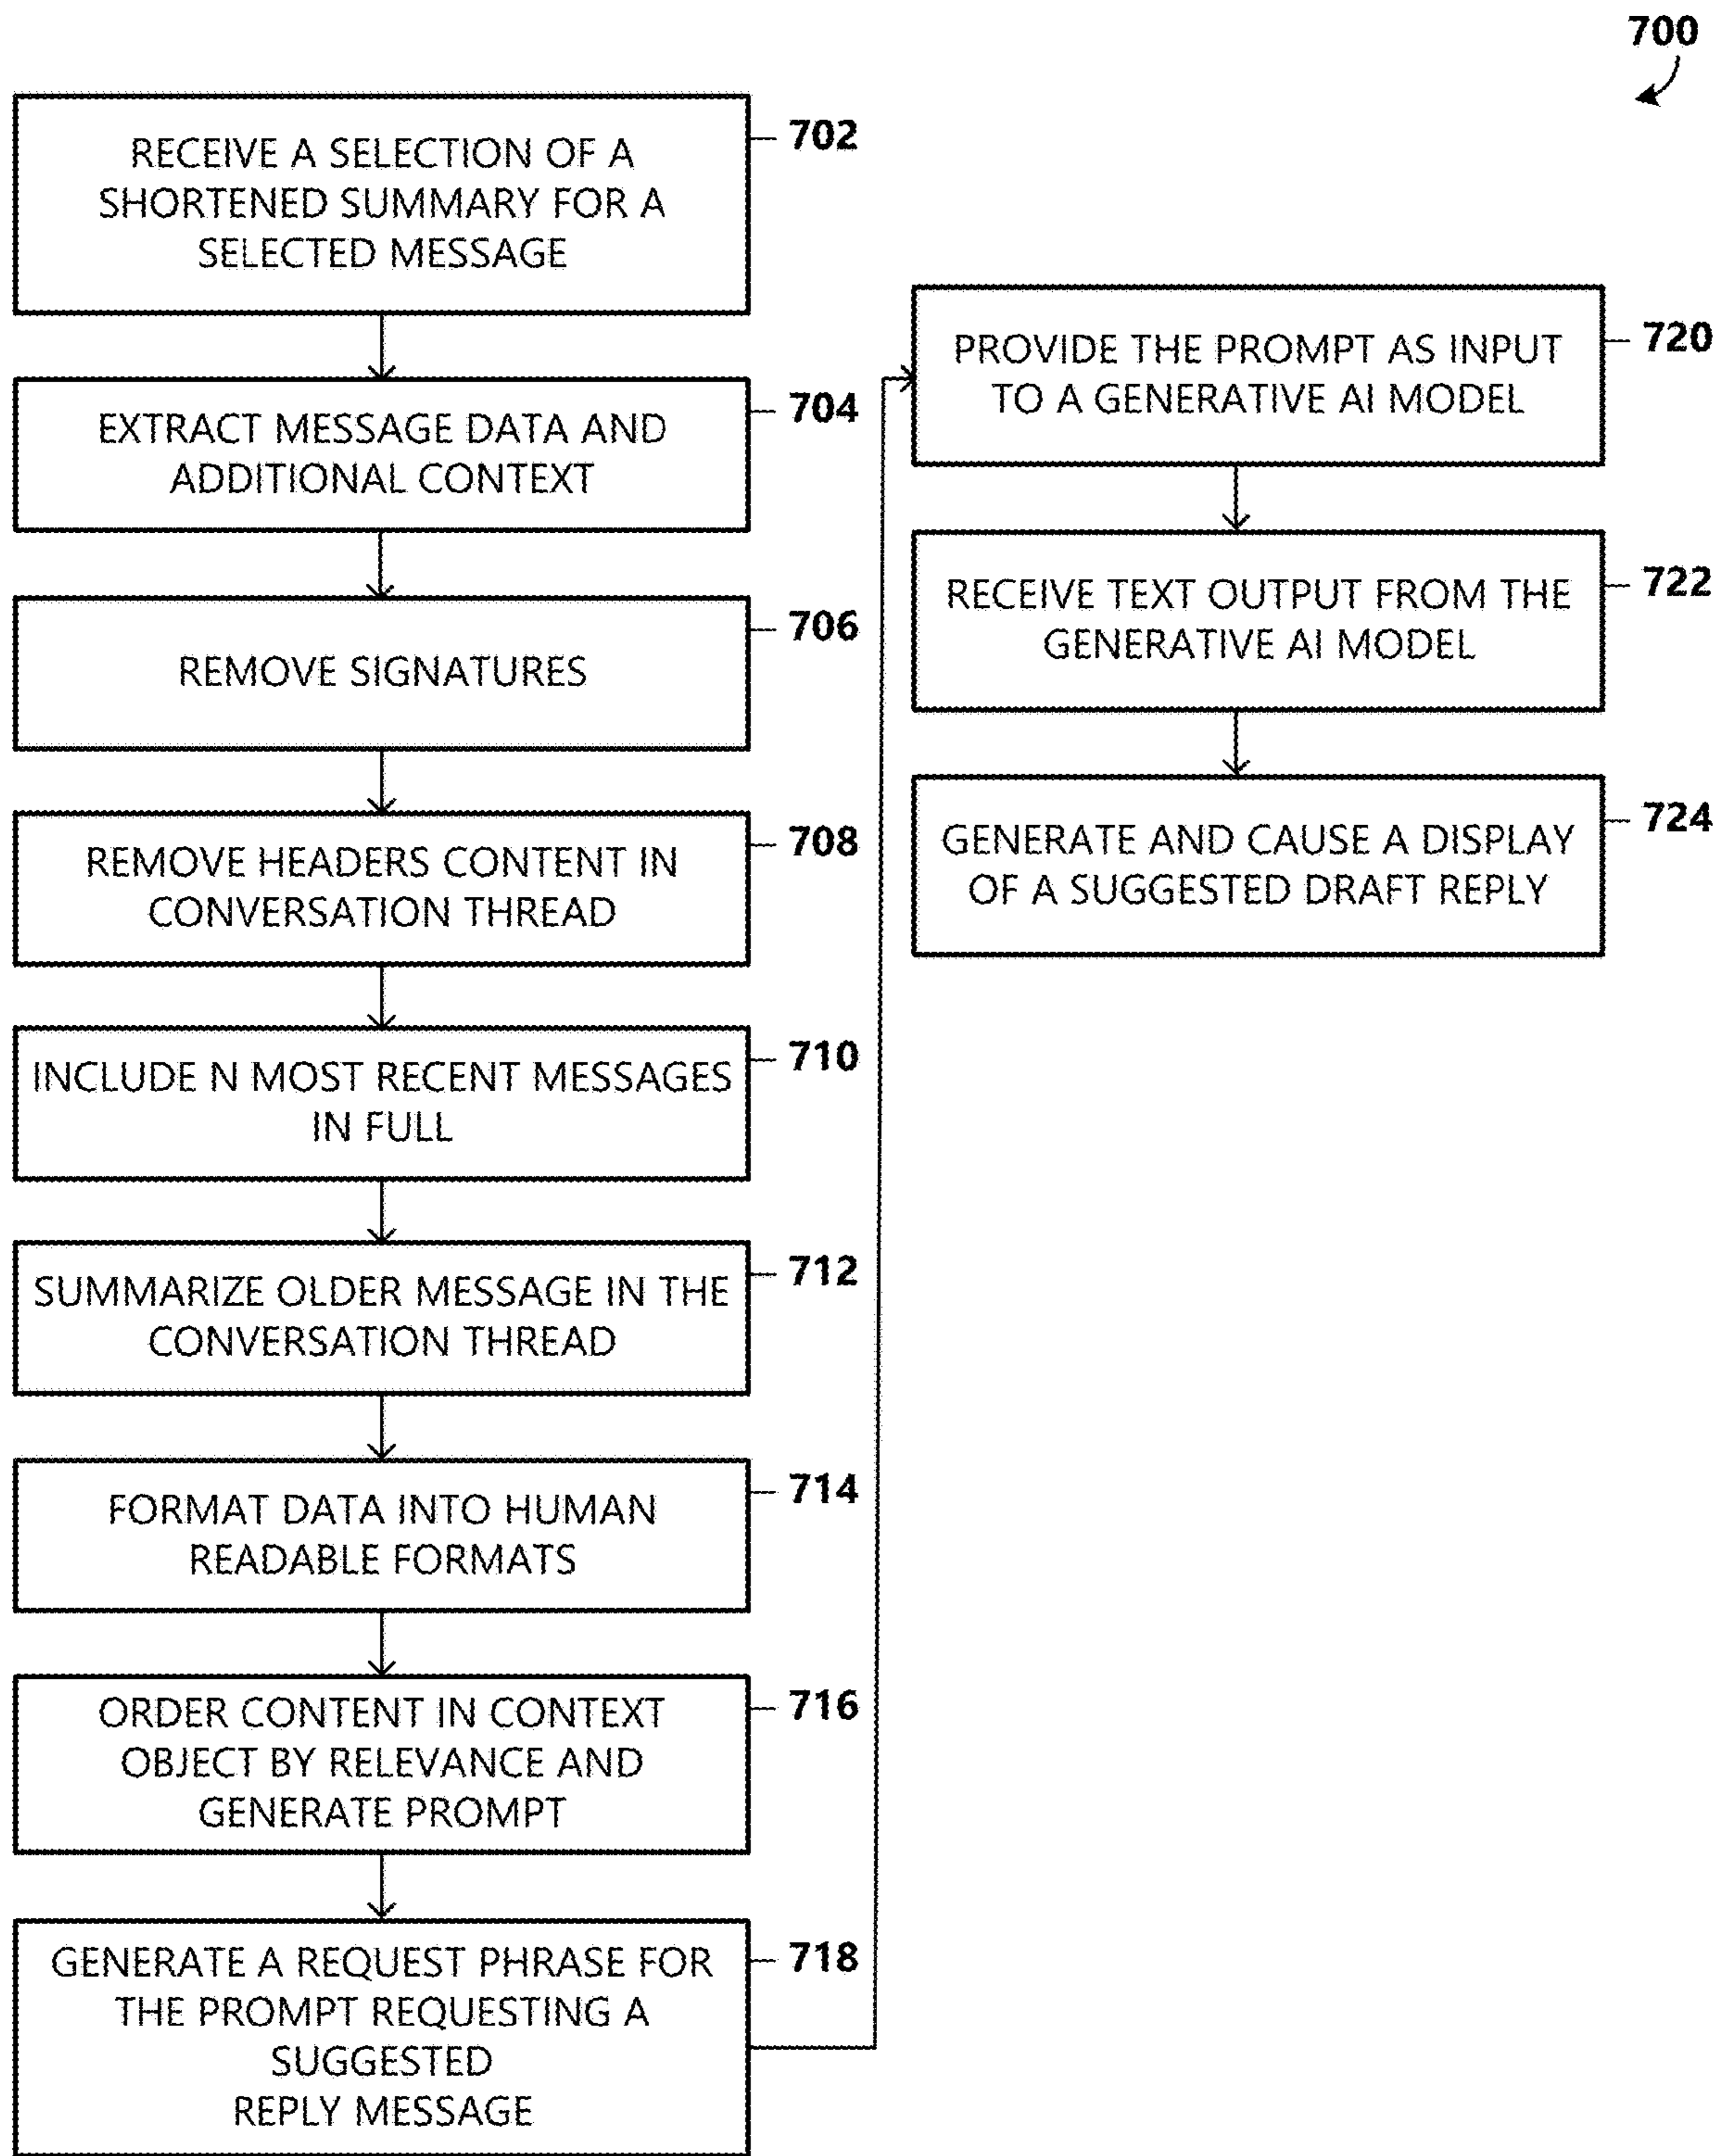 700
RECEIVE A SELECTION OF A
SHORTENED SUMMARY FOR A
SELECTED MESSAGE
702
EXTRACT MESSAGE DATA AND
ADDITIONAL CONTEXT
704
REMOVE SIGNATURES
706
REMOVE HEADERS CONTENT IN
CONVERSATION THREAD
708
INCLUDE N MOST RECENT MESSAGES
IN FULL
710
SUMMARIZE OLDER MESSAGE IN THE
CONVERSATION THREAD
712
FORMAT DATA INTO HUMAN
READABLE FORMATS
714
ORDER CONTENT IN CONTEXT
OBJECT BY RELEVANCE AND
GENERATE PROMPT
716
GENERATE A REQUEST PHRASE FOR
THE PROMPT REQUESTING A
SUGGESTED
REPLY MESSAGE
718
PROVIDE THE PROMPT AS INPUT
TO A GENERATIVE AI MODEL
720
RECEIVE TEXT OUTPUT FROM THE
GENERATIVE AI MODEL
722
GENERATE AND CAUSE A DISPLAY
OF A SUGGESTED DRAFT REPLY
724